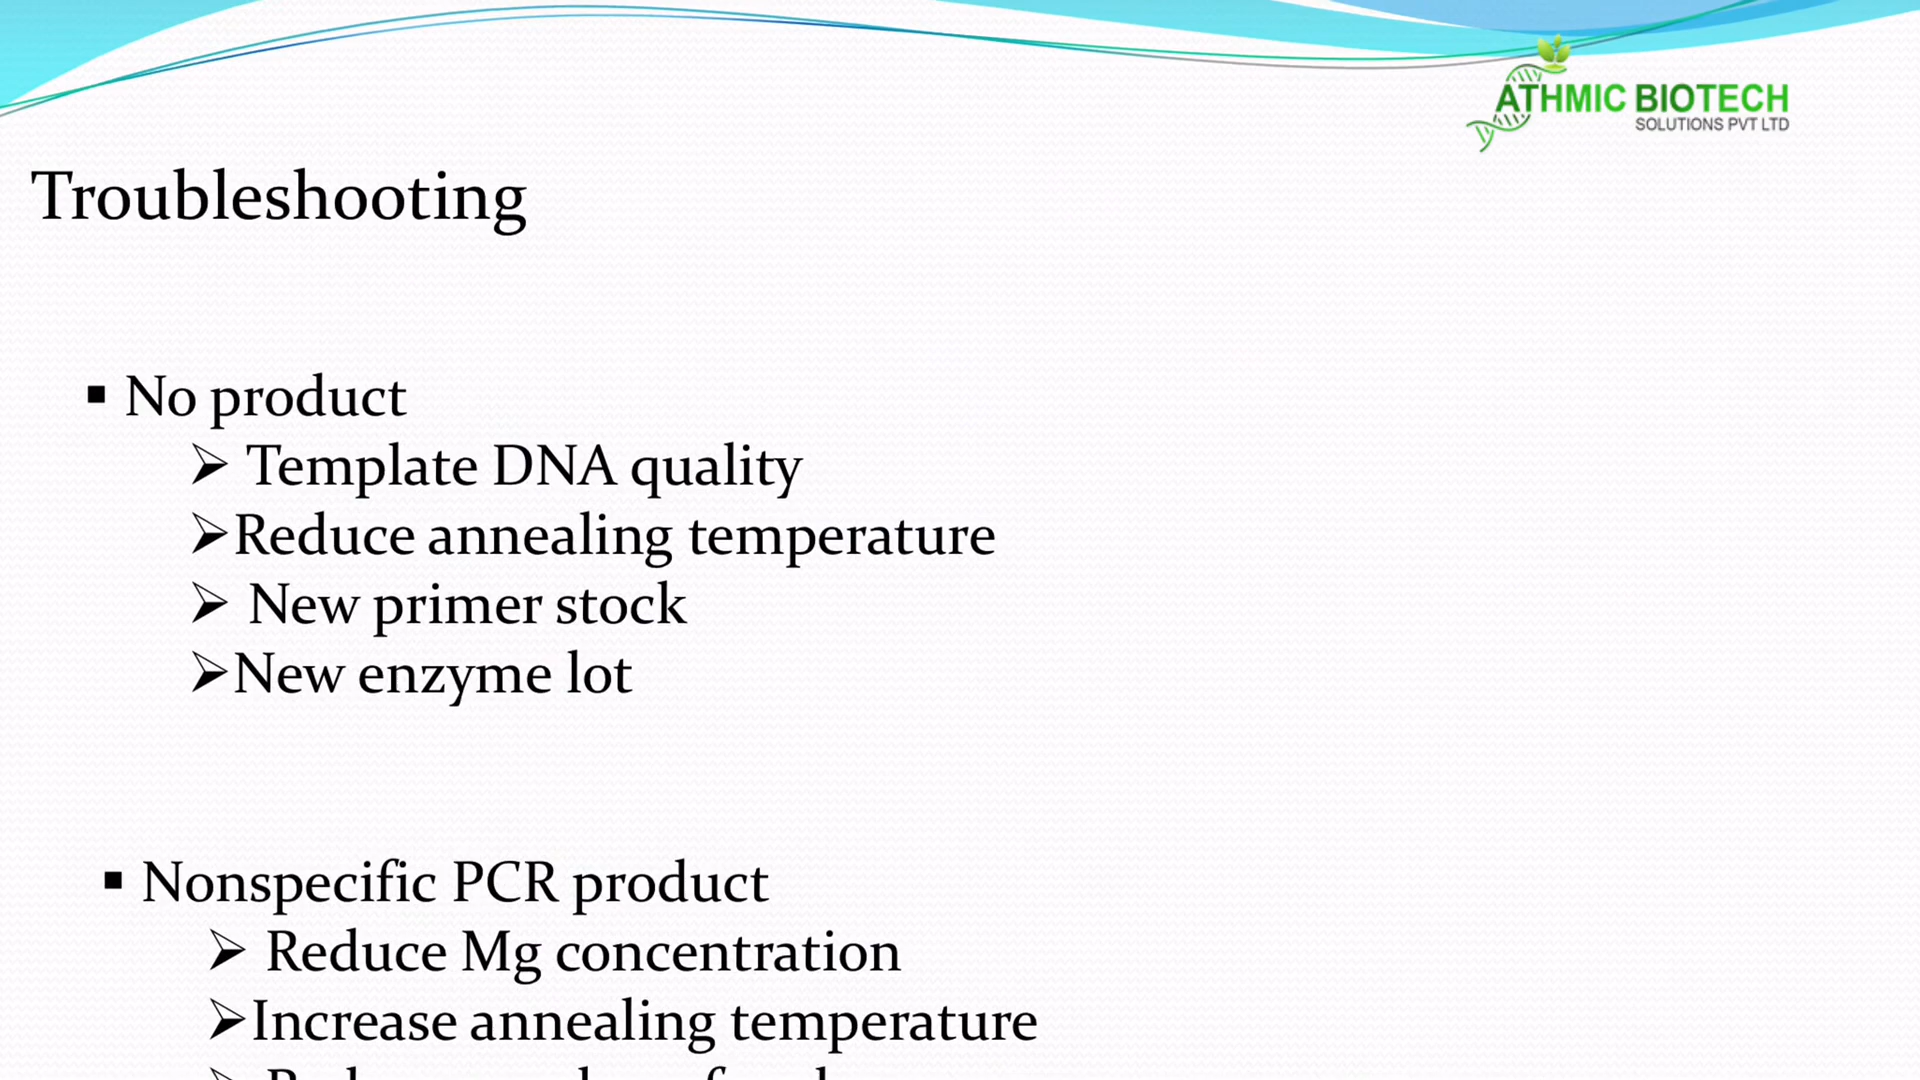 ATHMIC BIOTECH
SOLUTIONS PVT LTD
Troubleshooting
▪ No product
➢ Template DNA quality
➢Reduce annealing temperature
➢ New primer stock
➢New enzyme lot
▪ Nonspecific PCR product
➢ Reduce Mg concentration
➢Increase annealing temperature